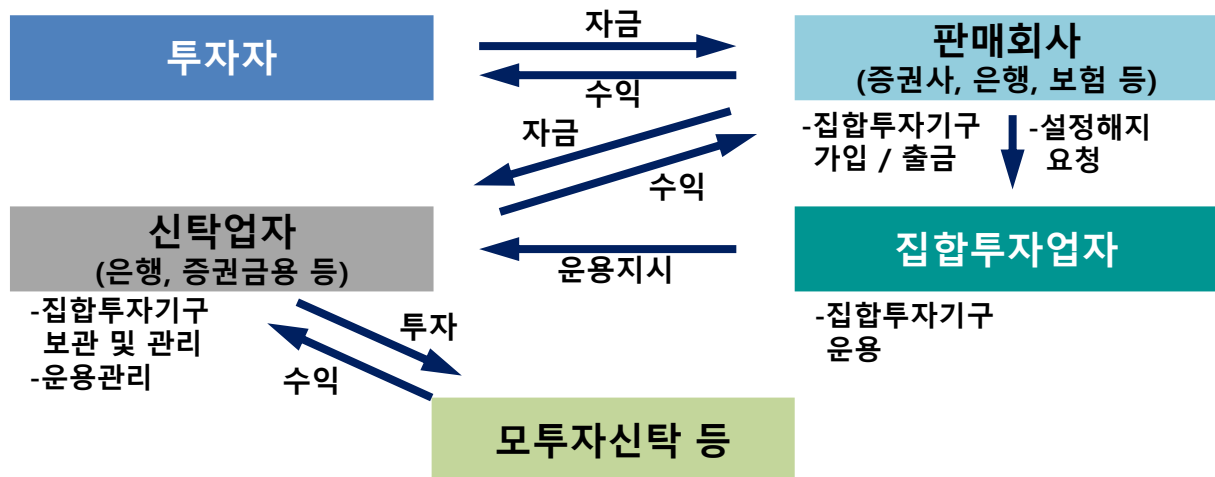 투자자
자금
수익
판매회사
(증권사, 은행, 보험 등)
-집합투자기구
가입 / 출금
-설정해지
요청
자금
수익
신탁업자
(은행, 증권금융 등)
-집합투자기구
보관 및 관리
-운용관리
운용지시
집합투자업자
-집합투자기구
운용
투자
수익
모투자신탁 등